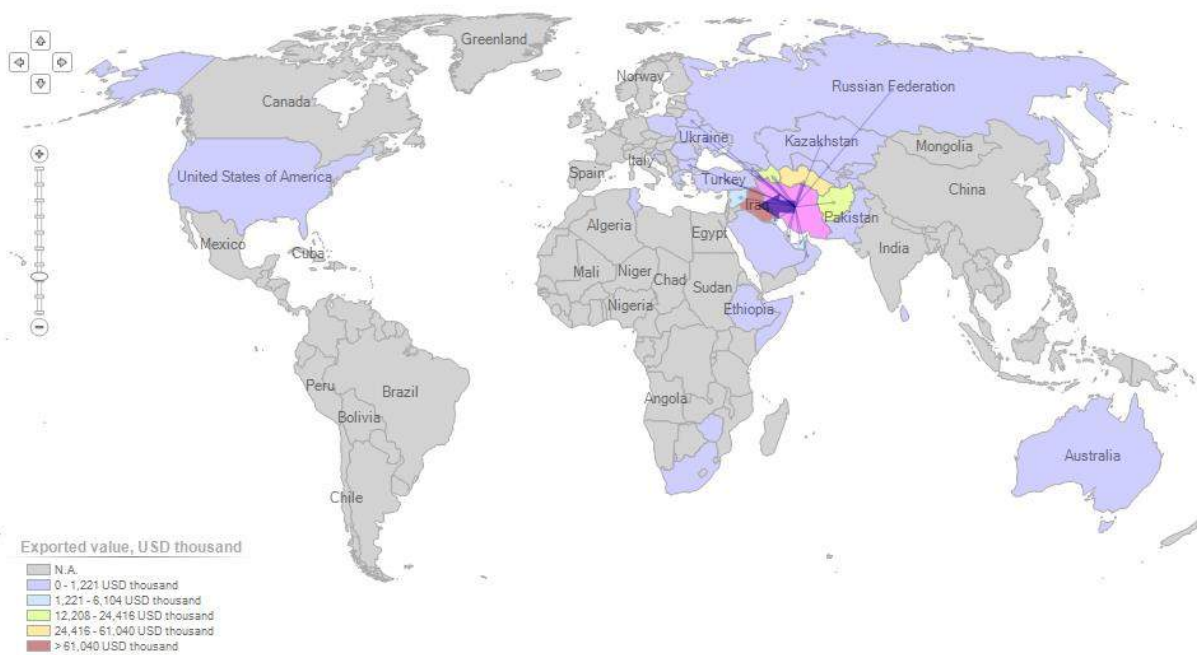 Greenland
Norway
Russian Federation
Canada
Ukraine
Kazakhstan
Mongolia
Italy
Spain
Turkey
United States of America
China
Iraq
Pakistan
Algeria
Egypt
India
Mexico
Cuba
Mali
Niger
Chad
Sudan
Nigeria
Ethiopia
Peru
Brazil
Angola
Bolivia
Australia
Chile
Exported value, USD thousand
N.A.
0 - 1,221 USD thousand
1,221 - 6,104 USD thousand
12,208 - 24,416 USD thousand
24,416 - 61,040 USD thousand
> 61,040 USD thousand